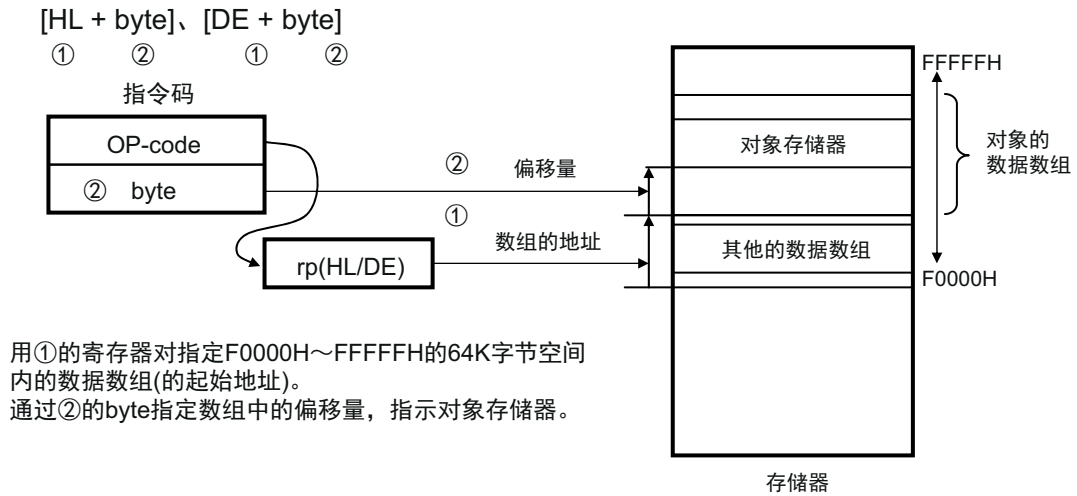 [HL + byte]、[DE + byte]
① ② ① ②
指令码
OP-code
② byte
② 偏移量
①
数组的地址
rp(HL/DE)
FFFFFH
对象存储器
对象的
数据数组
其他的数据数组
F0000H
用①的寄存器对指定F0000H～FFFFFH的64K字节空间
内的数据数组(的起始地址)。
通过②的byte指定数组中的偏移量，指示对象存储器。
存储器